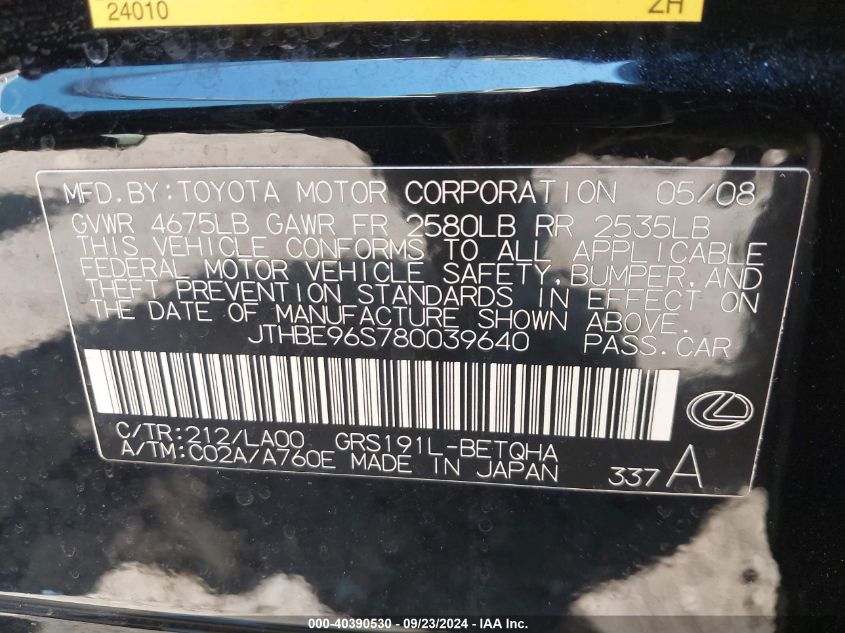 24010 ZH
MFD.BY:TOYOTA MOTOR CORPORATION 05/08
GVWR 4675LB GAWR FR 2580LB RR 2535LB
THIS VEHICLE CONFORMS TO ALL APPLICABLE
FEDERAL MOTOR VEHICLE SAFETY,BUMPER,AND
THEFT PREVENTION STANDARDS IN EFFECT ON
THE DATE OF MANUFACTURE SHOWN ABOVE.
JTHBE96S780039640 PASS.CAR
C/TR:212/LA00 GRS191L-BETQHA
A/TM:C02A/A760E MADE IN JAPAN 337A
000-40390530 - 09/23/2024 - IAA Inc.